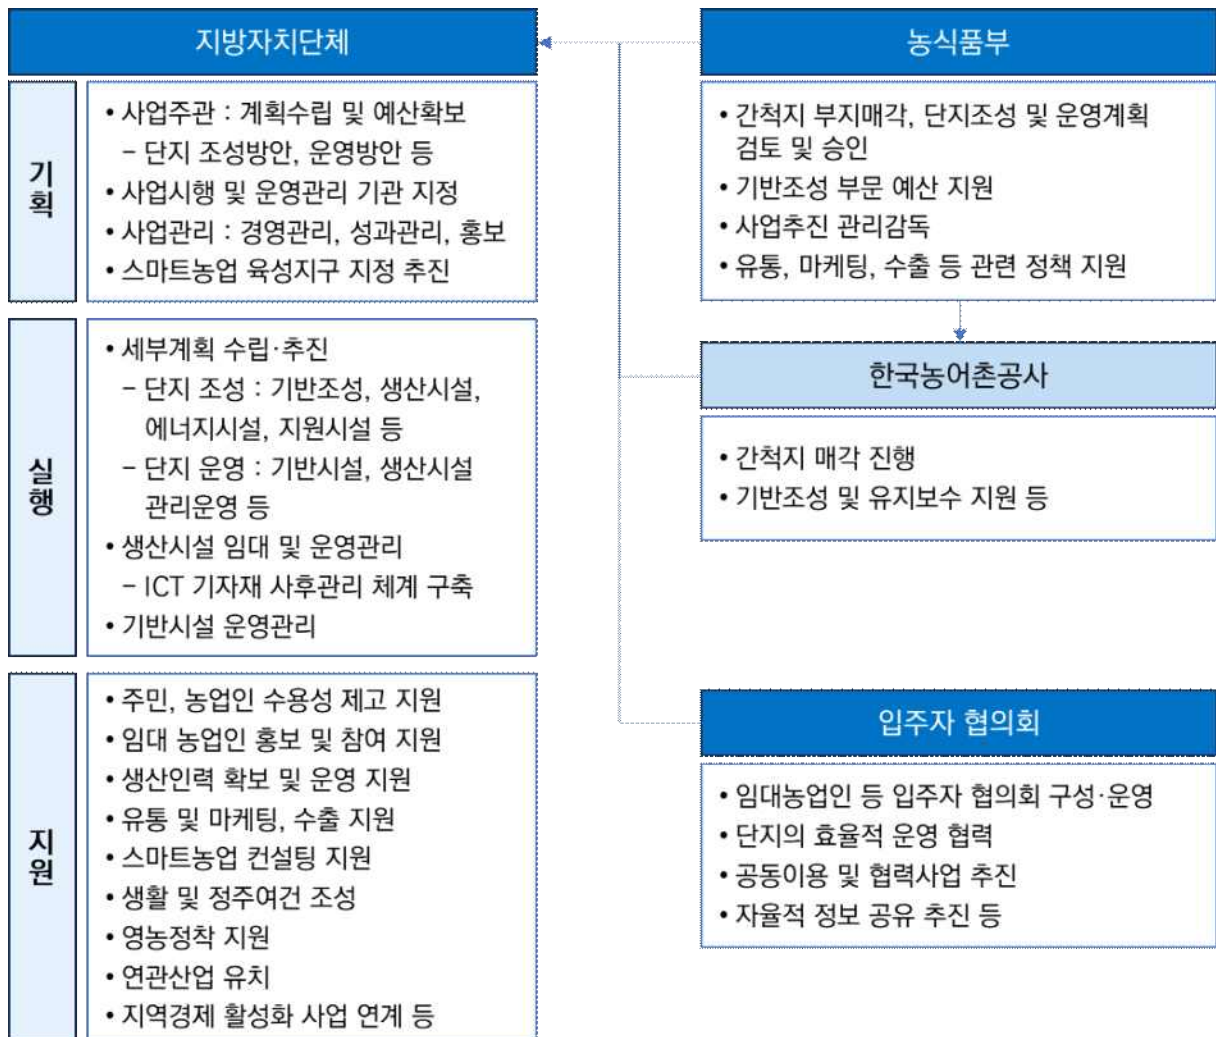 지방자치단체
기획
• 사업주관 : 계획수립 및 예산확보
– 단지 조성방안, 운영방안 등
• 사업시행 및 운영관리 기관 지정
• 사업관리 : 경영관리, 성과관리, 홍보
• 스마트농업 육성지구 지정 추진
실행
• 세부계획 수립·추진
– 단지 조성 : 기반조성, 생산시설,
에너지시설, 지원시설 등
– 단지 운영 : 기반시설, 생산시설
관리운영 등
• 생산시설 임대 및 운영관리
– ICT 기자재 사후관리 체계 구축
• 기반시설 운영관리
지원
• 주민, 농업인 수용성 제고 지원
• 임대 농업인 홍보 및 참여 지원
• 생산인력 확보 및 운영 지원
• 유통 및 마케팅, 수출 지원
• 스마트농업 컨설팅 지원
• 생활 및 정주여건 조성
• 영농정착 지원
• 연관산업 유치
• 지역경제 활성화 사업 연계 등
농식품부
• 간척지 부지매각, 단지조성 및 운영계획
검토 및 승인
• 기반조성 부문 예산 지원
• 사업추진 관리감독
• 유통, 마케팅, 수출 등 관련 정책 지원
한국농어촌공사
• 간척지 매각 진행
• 기반조성 및 유지보수 지원 등
입주자 협의회
• 임대농업인 등 입주자 협의회 구성·운영
• 단지의 효율적 운영 협력
• 공동이용 및 협력사업 추진
• 자율적 정보 공유 추진 등